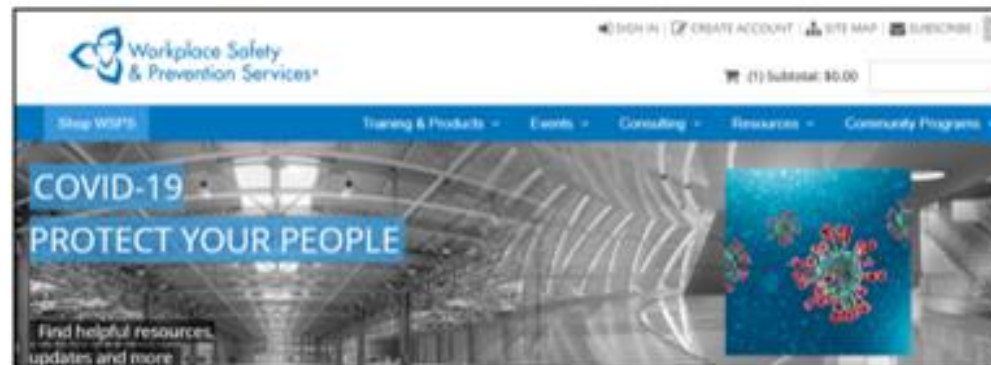 SIGN IN | CREATE ACCOUNT | SITE MAP | SUBSCRIBE |
Workplace Safety
& Prevention Services
(1) Subtotal: $0.00
Shop WSPS Training & Products Events Consulting Resources Community Programs
COVID-19
PROTECT YOUR PEOPLE
Find helpful resources,
updates and more